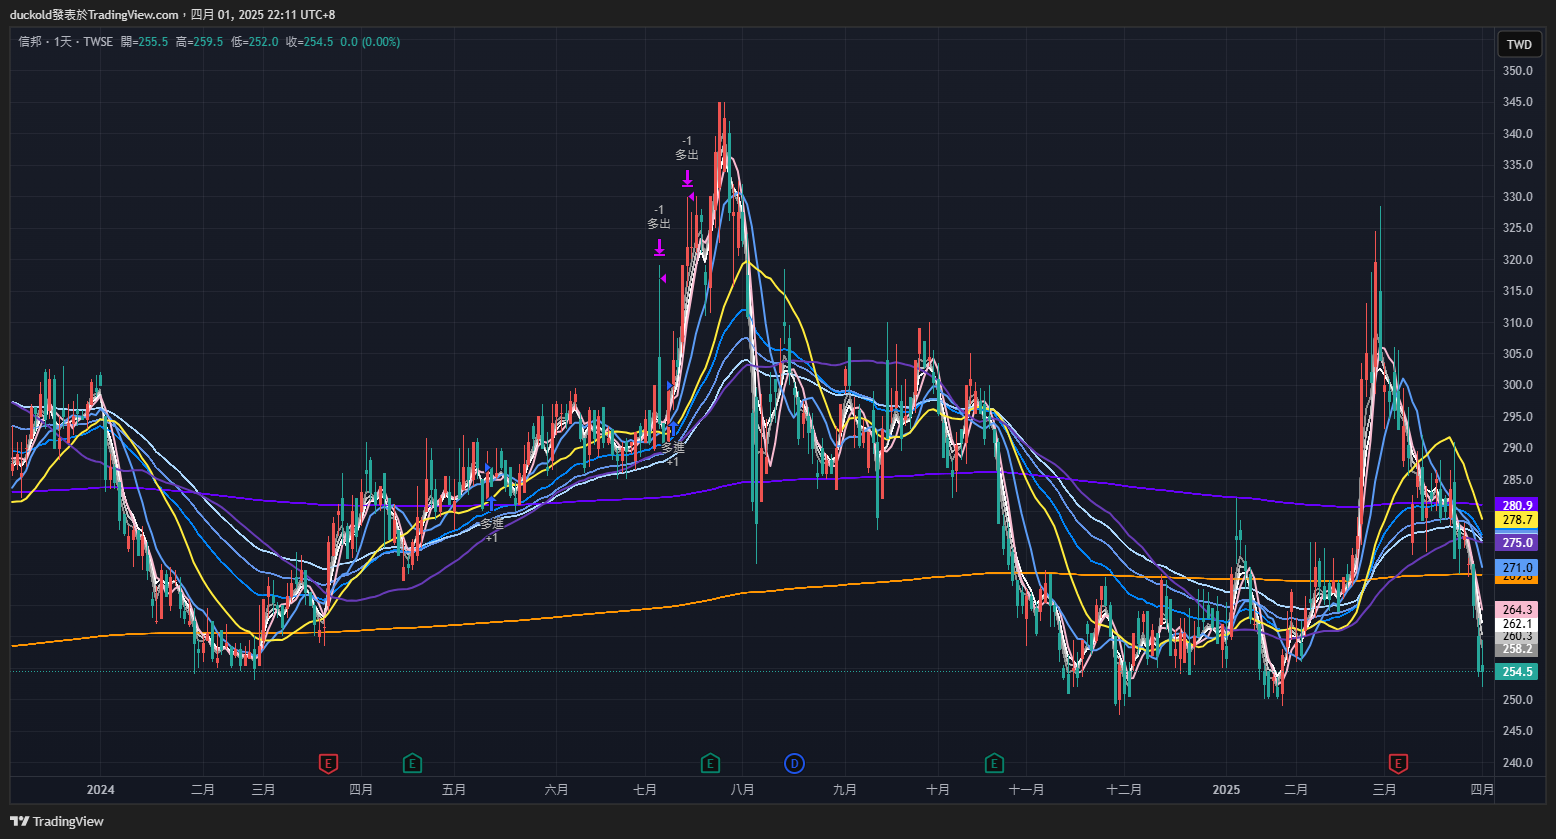 duckold發表於TradingView.com，四月 01, 2025 22:11 UTC+8
信邦 · 1天 · TWSE 開=255.5 高=259.5 低=252.0 收=254.5 0.0 (0.00%)
TWD
350.0
345.0
340.0
335.0
330.0
325.0
320.0
315.0
310.0
305.0
300.0
295.0
290.0
285.0
280.9
278.7
275.0
271.0
264.3
262.1
260.3
258.2
254.5
250.0
245.0
240.0
-1
多出
-1
多出
多進
+1
多進
+1
E
E
E
D
E
E
2024 二月 三月 四月 五月 六月 七月 八月 九月 十月 十一月 十二月 2025 二月 三月 四月
TradingView